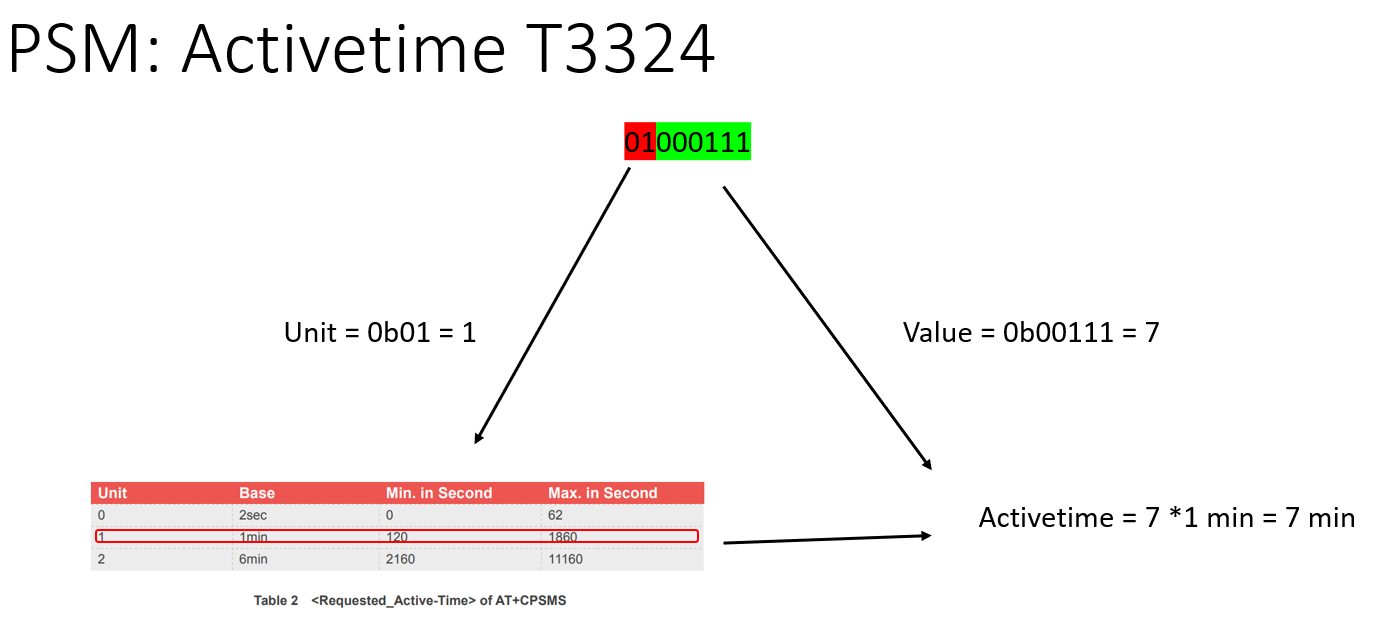 PSM: Activetime T3324
01000111
Unit = 0b01 = 1
Value = 0b00111 = 7
Unit Base Min. in Second Max. in Second
0 2sec 0 62
1 1min 120 1860
2 6min 2160 11160
Activetime = 7 *1 min = 7 min
Table 2 <Requested_Active-Time> of AT+CPSMS